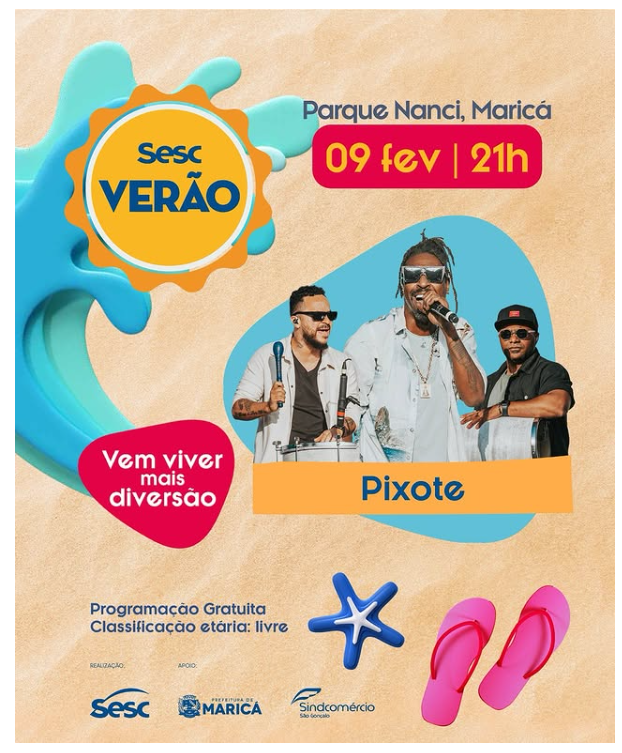 Parque Nanci, Maricá
09 fev | 21h
Sesc
VERÃO
Vem viver
mais
diversão
Pixote
Programação Gratuita
Classificação etária: livre
REALIZAÇÃO:
APOIO:
Sesc
PREFEITURA DE
MARICÁ
Sindcomércio
São Gonçalo